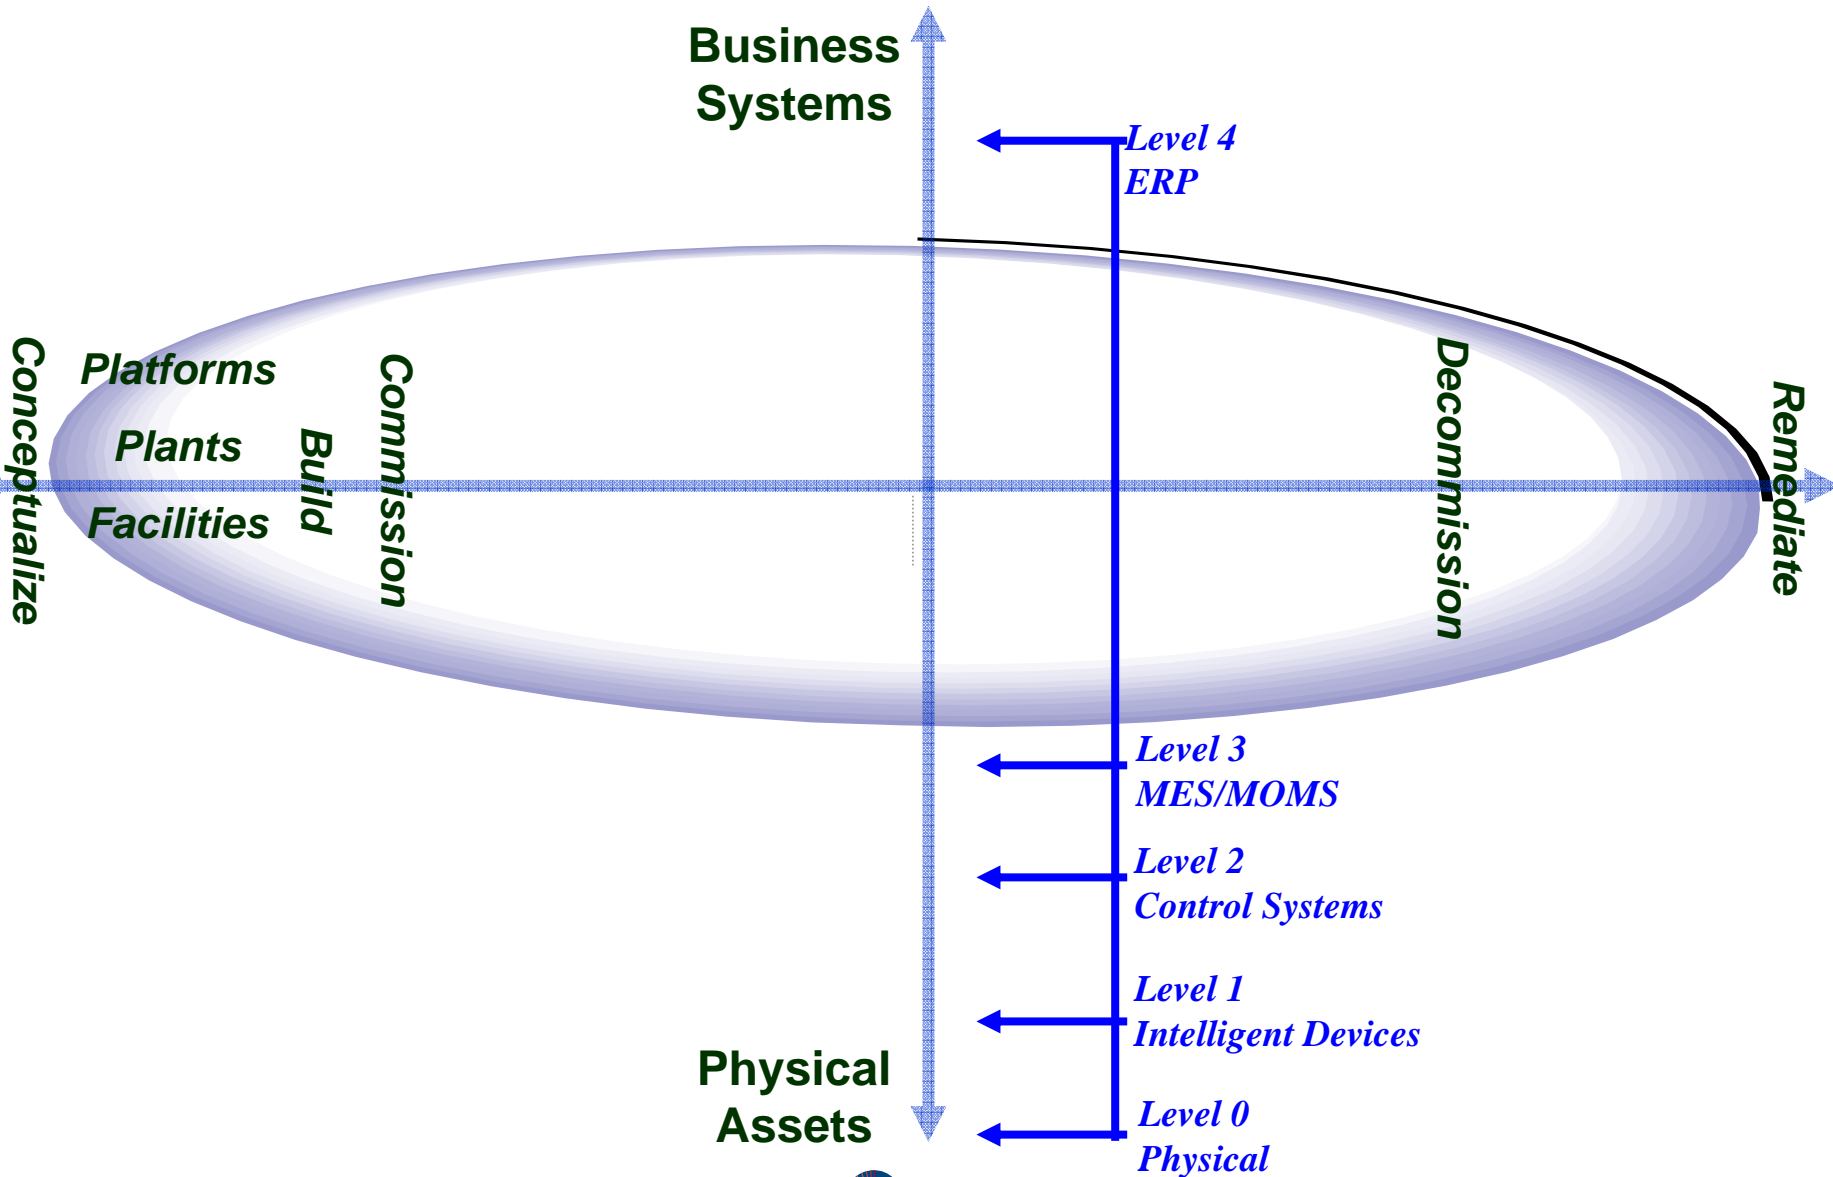 Business
Systems
Level 4
ERP
Conceptualize
Platforms
Plants
Facilities
Build
Commission
Decommission
Remediate
Level 3
MES/MOMS
Level 2
Control Systems
Level 1
Intelligent Devices
Physical
Assets
Level 0
Physical